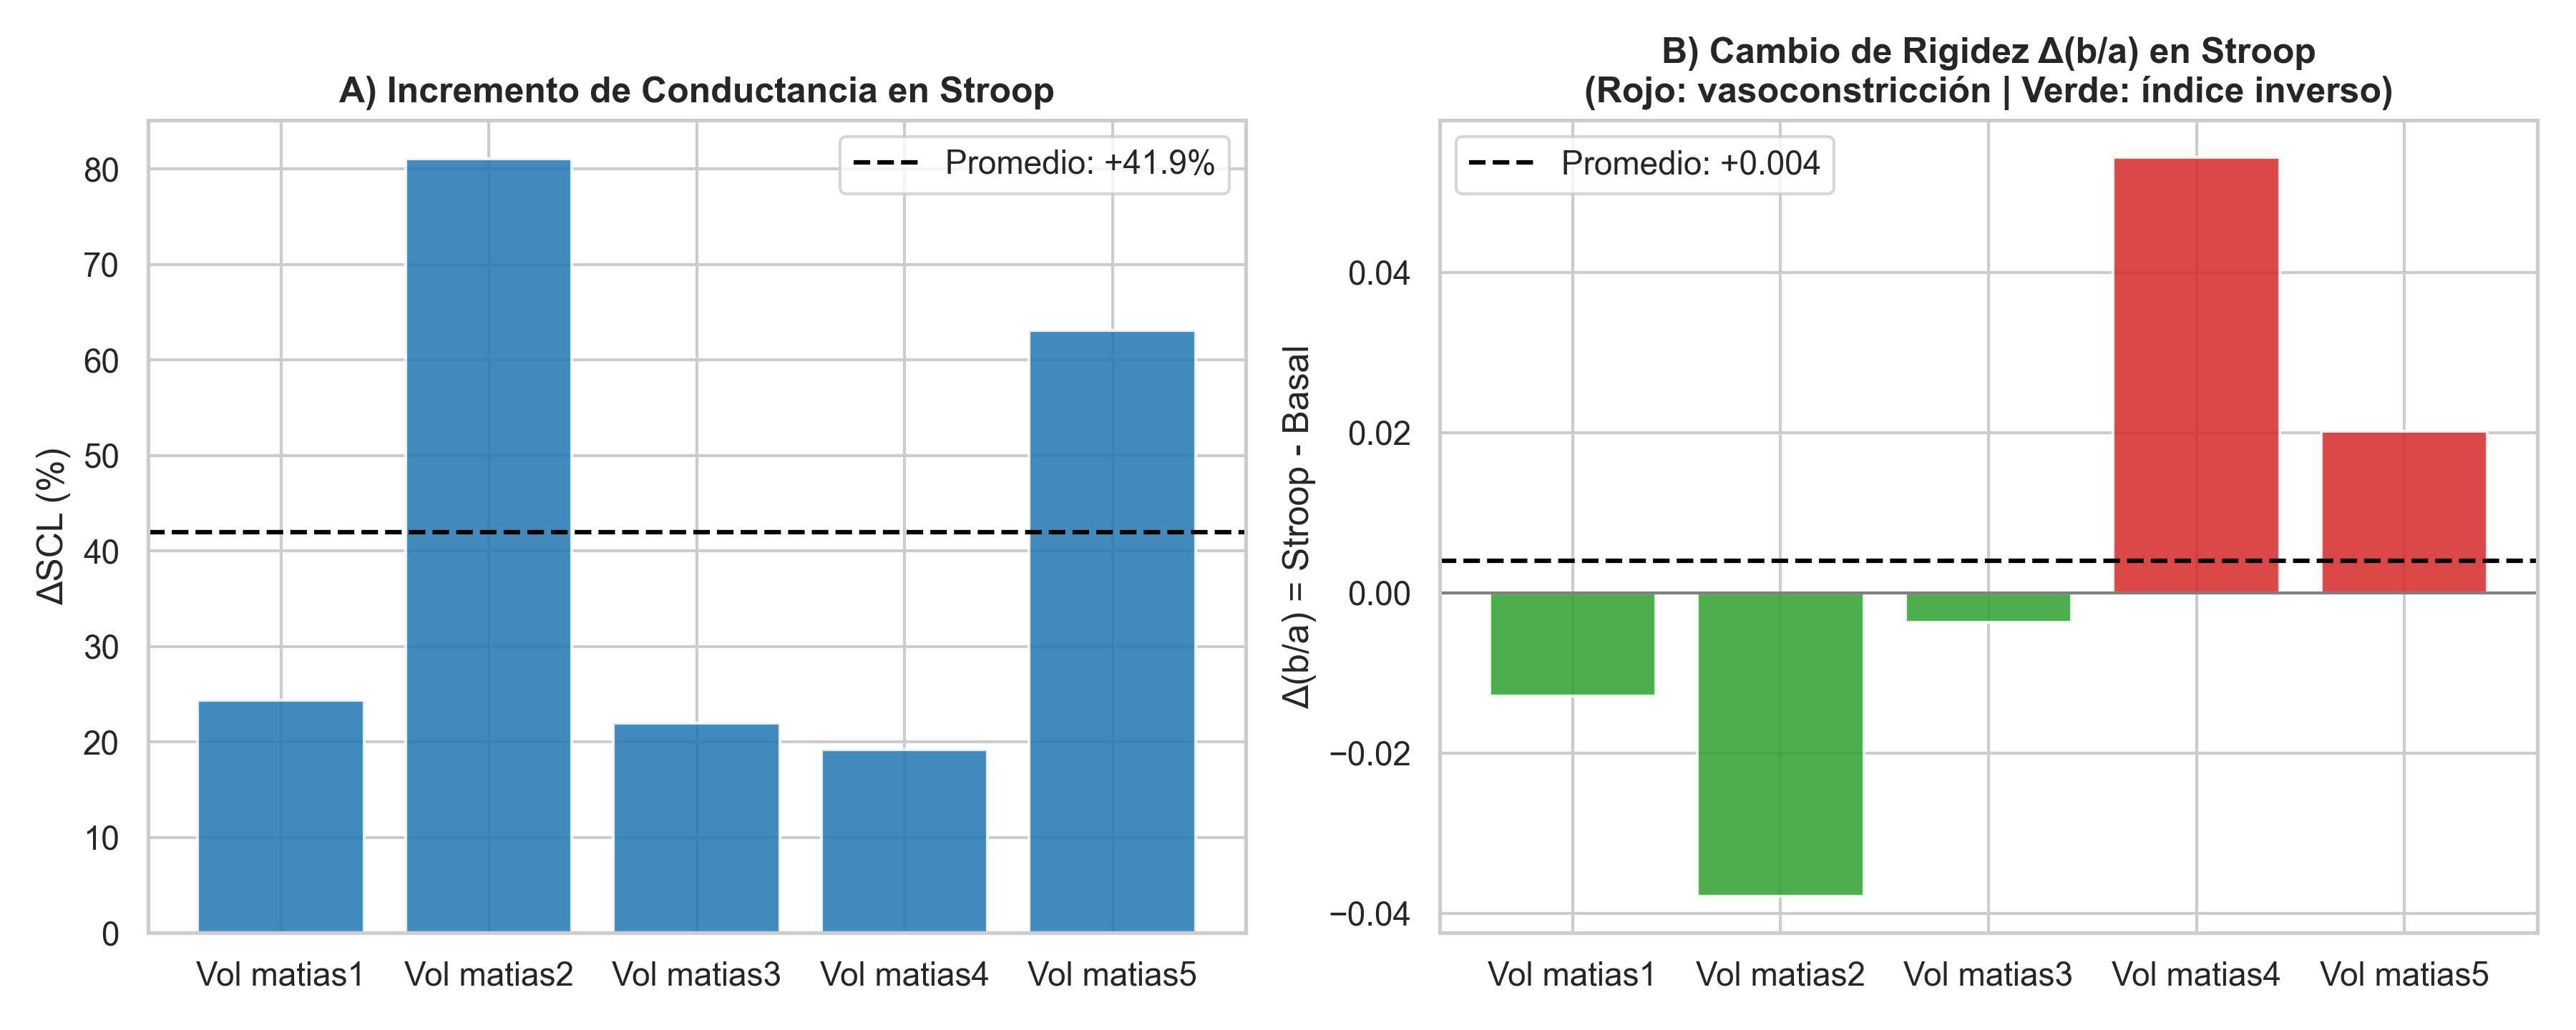 A) Incremento de Conductancia en Stroop
Promedio: +41.9%
ΔSCL (%)
80
70
60
50
40
30
20
10
0
Vol matias1
Vol matias2
Vol matias3
Vol matias4
Vol matias5
B) Cambio de Rigidez Δ(b/a) en Stroop
(Rojo: vasoconstricción | Verde: índice inverso)
Promedio: +0.004
Δ(b/a) = Stroop - Basal
0.04
0.02
0.00
−0.02
−0.04
Vol matias1
Vol matias2
Vol matias3
Vol matias4
Vol matias5